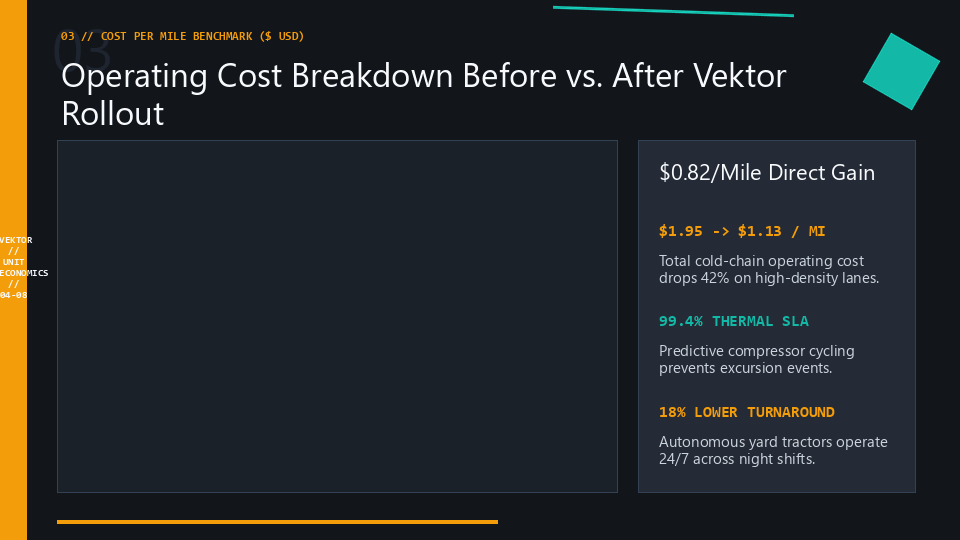 03
03 // COST PER MILE BENCHMARK ($ USD)
Operating Cost Breakdown Before vs. After Vektor
Rollout
VEKTOR
//
UNIT
ECONOMICS
//
04-08
$0.82/Mile Direct Gain
$1.95 -> $1.13 / MI
Total cold-chain operating cost
drops 42% on high-density lanes.
99.4% THERMAL SLA
Predictive compressor cycling
prevents excursion events.
18% LOWER TURNAROUND
Autonomous yard tractors operate
24/7 across night shifts.